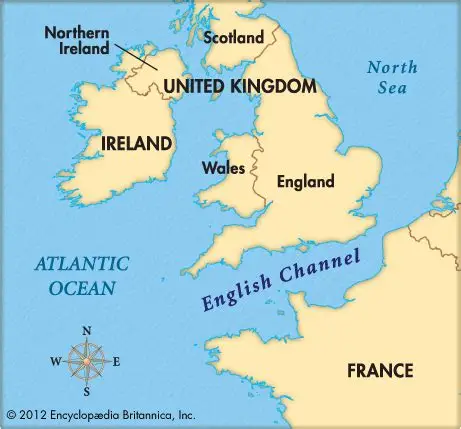 Northern
Ireland
Scotland
North
Sea
UNITED KINGDOM
IRELAND
Wales
England
ATLANTIC
OCEAN
English Channel
N
W E
S
FRANCE
© 2012 Encyclopædia Britannica, Inc.